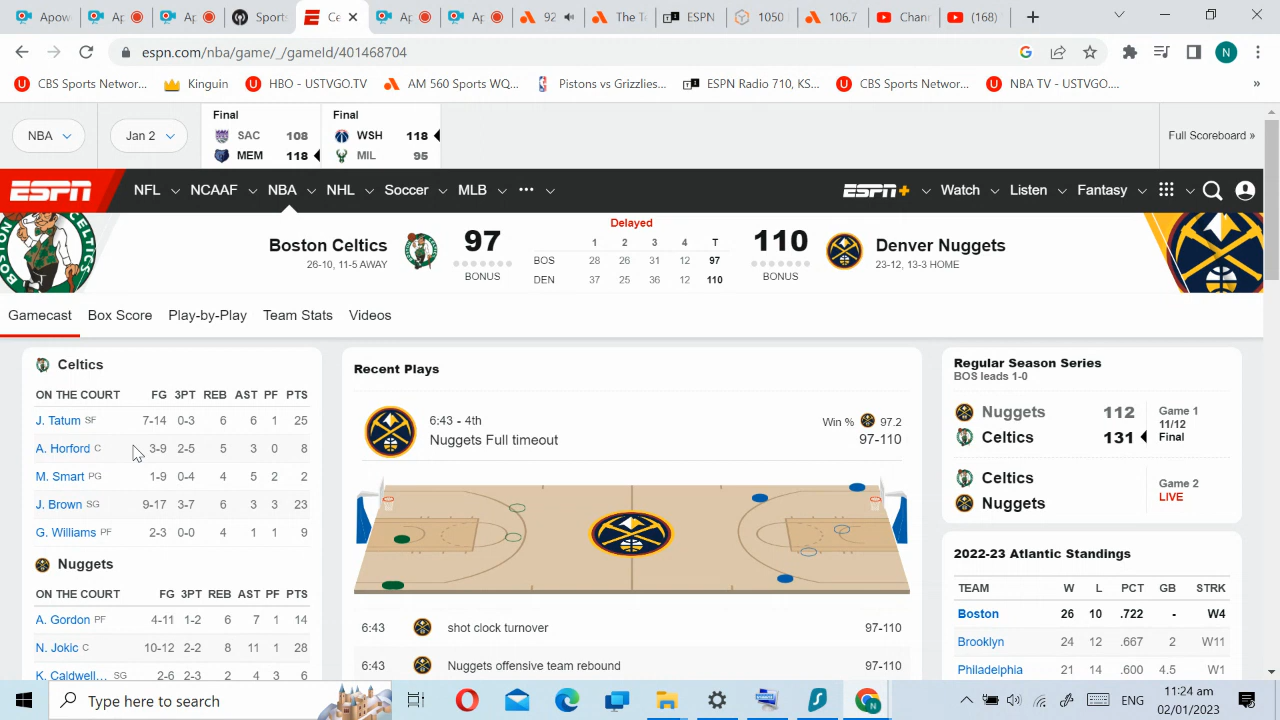 Apow
Ap
Ap
Sport
Ce
Ap
Ap
92
The T
ESPN
1050
106.7
Chann
(168)
espn.com/nba/game/_/gameId/401468704
N
CBS Sports Networ...
Kinguin
HBO - USTVGO.TV
AM 560 Sports WQ...
Pistons vs Grizzlies...
ESPN Radio 710, KS...
CBS Sports Networ...
NBA TV - USTVGO....
»
NBA
Jan 2
Final
SAC 108
MEM 118
Final
WSH 118
MIL 95
Full Scoreboard »
ESPN
NFL
NCAAF
NBA
NHL
Soccer
MLB
•••
ESPN+
Watch
Listen
Fantasy
BOSTON CELTICS
Boston Celtics
26-10, 11-5 AWAY
97
BONUS
Delayed
1 2 3 4 T
BOS 28 26 31 12 97
DEN 37 25 36 12 110
110
BONUS
Denver Nuggets
23-12, 13-3 HOME
Gamecast
Box Score
Play-by-Play
Team Stats
Videos
Celtics
ON THE COURT FG 3PT REB AST PF PTS
J. Tatum SF 7-14 0-3 6 6 1 25
A. Horford C 3-9 2-5 5 3 0 8
M. Smart PG 1-9 0-4 4 5 2 2
J. Brown SG 9-17 3-7 6 3 3 23
G. Williams PF 2-3 0-0 4 1 1 9
Nuggets
ON THE COURT FG 3PT REB AST PF PTS
A. Gordon PF 4-11 1-2 6 7 1 14
N. Jokic C 10-12 2-2 8 11 1 28
K. Caldwell... SG 2-6 2-3 2 4 3 6
Recent Plays
6:43 - 4th
Nuggets Full timeout
Win % 97.2
97-110
6:43 shot clock turnover 97-110
6:43 Nuggets offensive team rebound 97-110
Regular Season Series
BOS leads 1-0
Nuggets 112
Celtics 131
Game 1
11/12
Final
Celtics
Nuggets
Game 2
LIVE
2022-23 Atlantic Standings
TEAM W L PCT GB STRK
Boston 26 10 .722 - W4
Brooklyn 24 12 .667 2 W11
Philadelphia 21 14 .600 4.5 W1
Type here to search
ENG
11:24 am
02/01/2023